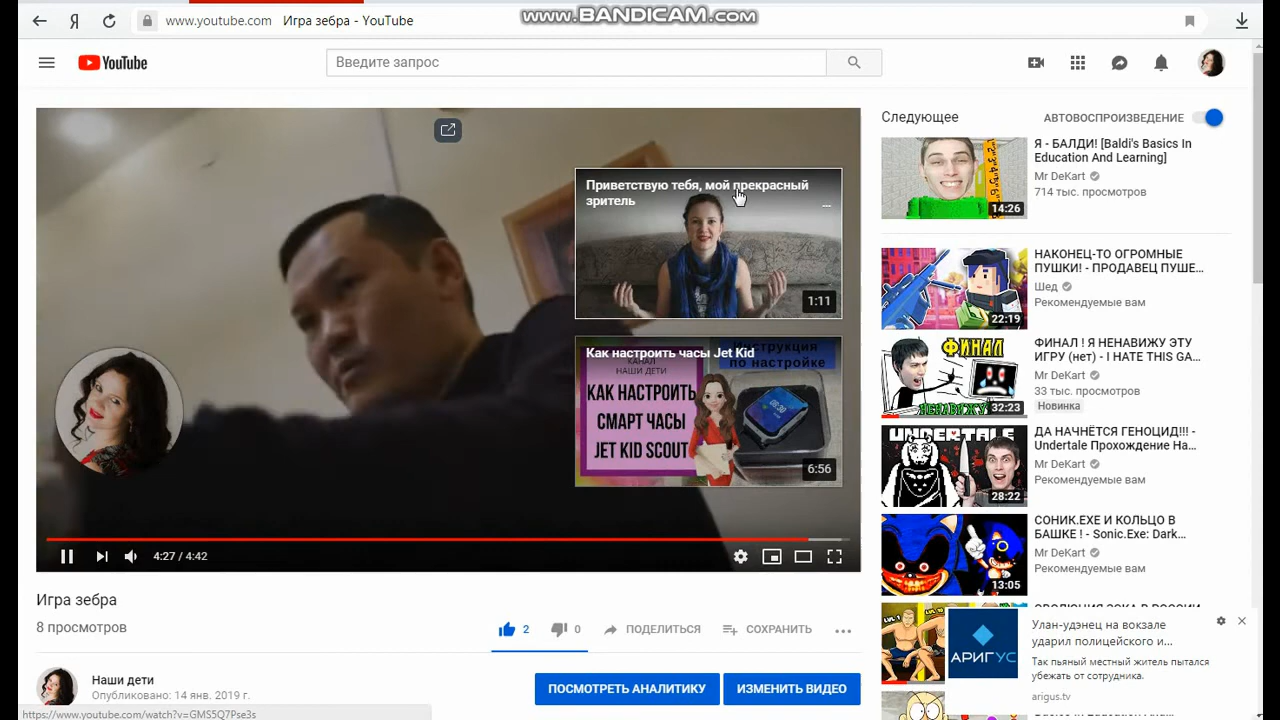 www.youtube.com Игра зебра - YouTube
www.BANDICAM.com
YouTube
Введите запрос
Приветствую тебя, мой прекрасный
зритель
...
1:11
Как настроить часы Jet Kid
Инструкция
по настройке
КАНАЛ
НАШИ ДЕТИ
КАК НАСТРОИТЬ
СМАРТ ЧАСЫ
JET KID SCOUT
6:56
4:27 / 4:42
Игра зебра
8 просмотров
2
0
ПОДЕЛИТЬСЯ
СОХРАНИТЬ
Наши дети
Опубликовано: 14 янв. 2019 г.
ПОСМОТРЕТЬ АНАЛИТИКУ
ИЗМЕНИТЬ ВИДЕО
https://www.youtube.com/watch?v=GMS5Q7Pse3s
Следующее
АВТОВОСПРОИЗВЕДЕНИЕ
Я - БАЛДИ! [Baldi's Basics In
Education And Learning]
Mr DeKart
714 тыс. просмотров
14:26
НАКОНЕЦ-ТО ОГРОМНЫЕ
ПУШКИ! - ПРОДАВЕЦ ПУШЕ...
Шед
Рекомендуемые вам
22:19
ФИНАЛ ! Я НЕНАВИЖУ ЭТУ
ИГРУ (нет) - I HATE THIS GA...
Mr DeKart
33 тыс. просмотров
Новинка
ФИНАЛ
НЕНАВИЖУ
32:23
ДА НАЧНЁТСЯ ГЕНОЦИД!!! -
Undertale Прохождение На...
Mr DeKart
Рекомендуемые вам
UNDERTALE
28:22
СОНИК.EXE И КОЛЬЦО В
БАШКЕ ! - Sonic.Exe: Dark...
Mr DeKart
Рекомендуемые вам
13:05
АРИГУС
Улан-удэнец на вокзале
ударил полицейского и...
Так пьяный местный житель пытался
убежать от сотрудника.
arigus.tv